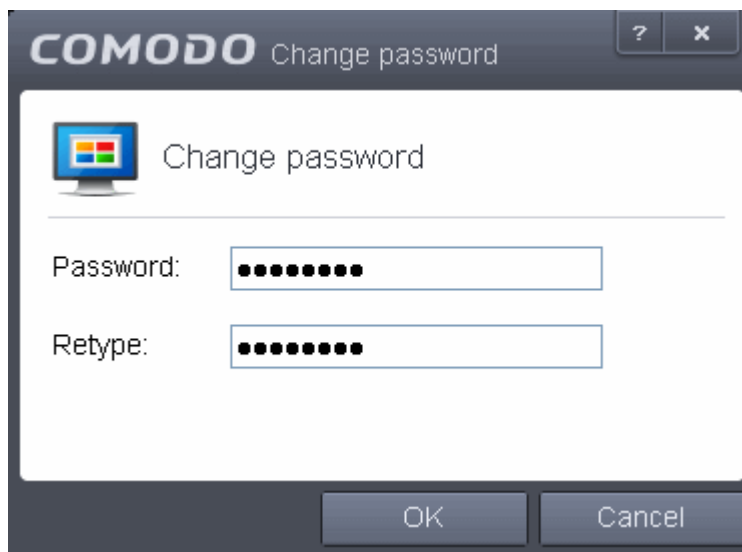 COMODO Change password ? ×
Change password
Password: ●●●●●●●●
Retype: ●●●●●●●●
OK Cancel